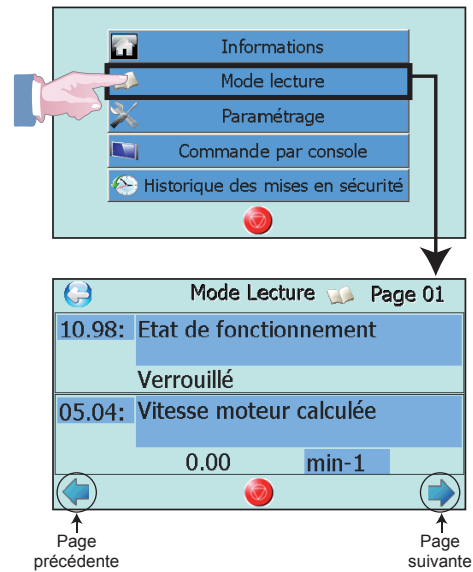 Informations
Mode lecture
Paramétrage
Commande par console
Historique des mises en sécurité
Mode Lecture Page 01
10.98: Etat de fonctionnement
Verrouillé
05.04: Vitesse moteur calculée
0.00 min-1
Page précédente
Page suivante